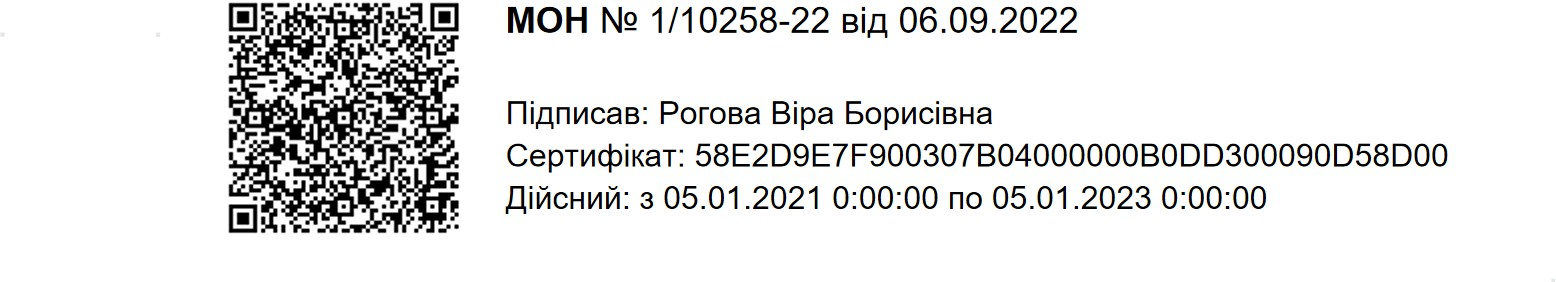 МОН № 1/10258-22 від 06.09.2022
Підписав: Рогова Віра Борисівна
Сертифікат: 58E2D9E7F900307B04000000B0DD300090D58D00
Дійсний: з 05.01.2021 0:00:00 по 05.01.2023 0:00:00